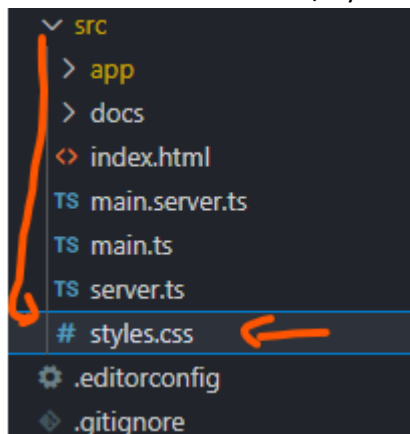 src
app
docs
<> index.html
TS main.server.ts
TS main.ts
TS server.ts
# styles.css
.editorconfig
.gitignore